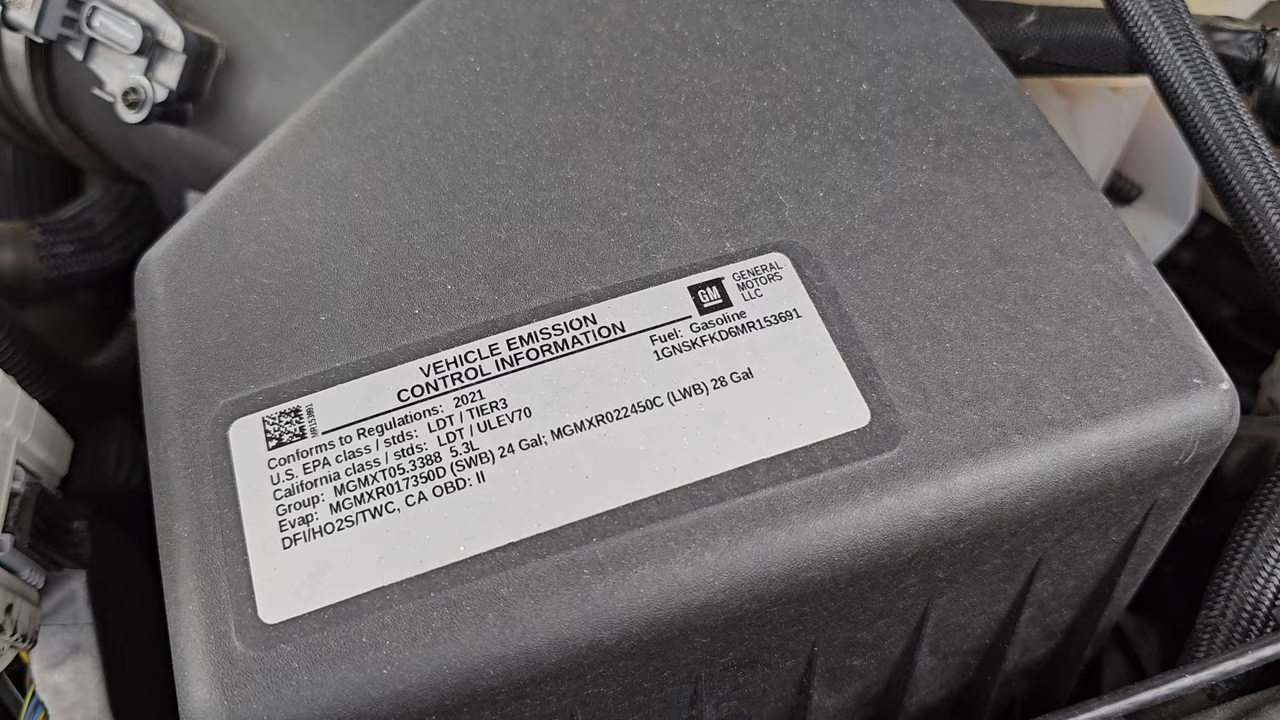 VEHICLE EMISSION
CONTROL INFORMATION
GM
GENERAL
MOTORS
LLC
Fuel: Gasoline
1GNSKFKD6MR153691
MR153691
Conforms to Regulations: 2021
U.S. EPA class / stds: LDT / TIER3
California class / stds: LDT / ULEV70
Group: MGMXT05.3388 5.3L
Evap: MGMXR017350D (SWB) 24 Gal; MGMXR022450C (LWB) 28 Gal
DFI/HO2S/TWC, CA OBD: II